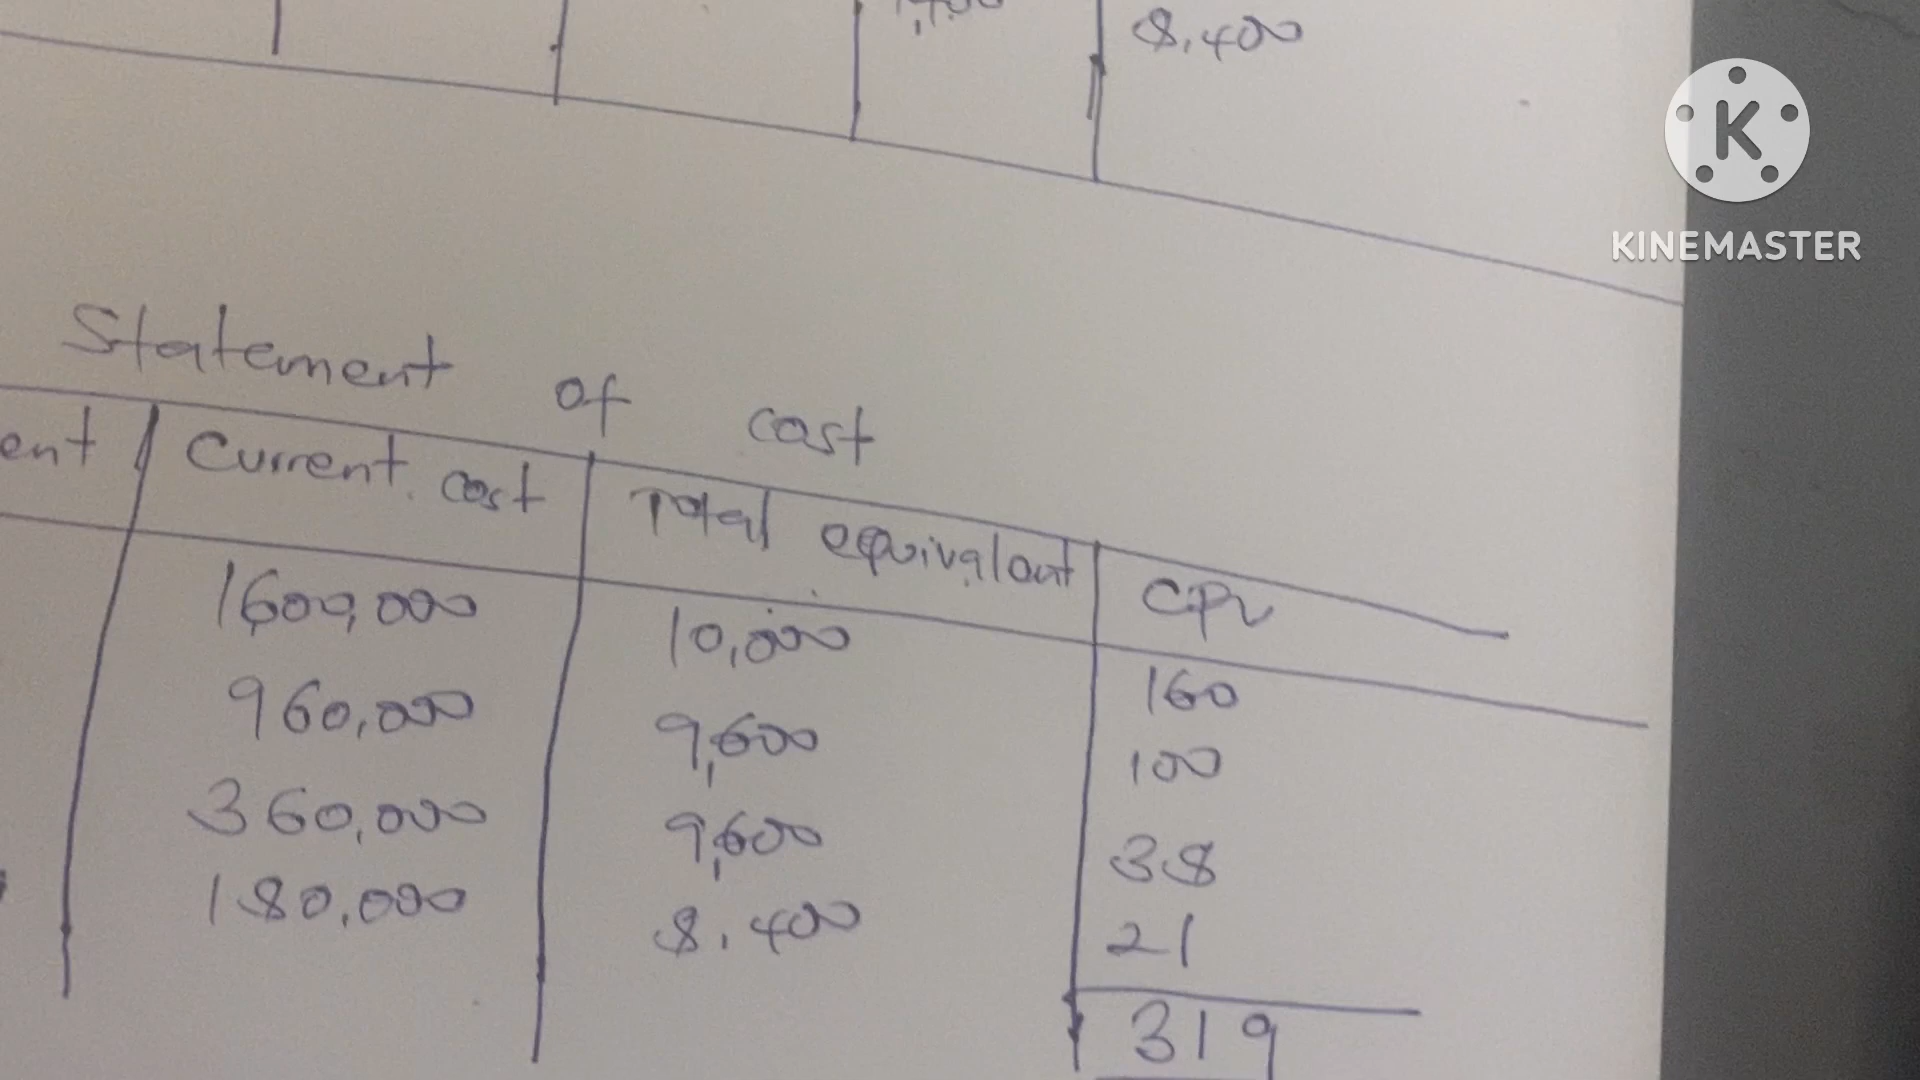 8,400
K
KINEMASTER
Statement of cost
ent Current cost Total equivalent CPU
1600,000 10,000 160
960,000 9,600 100
360,000 9,600 38
180,000 8,400 21
319